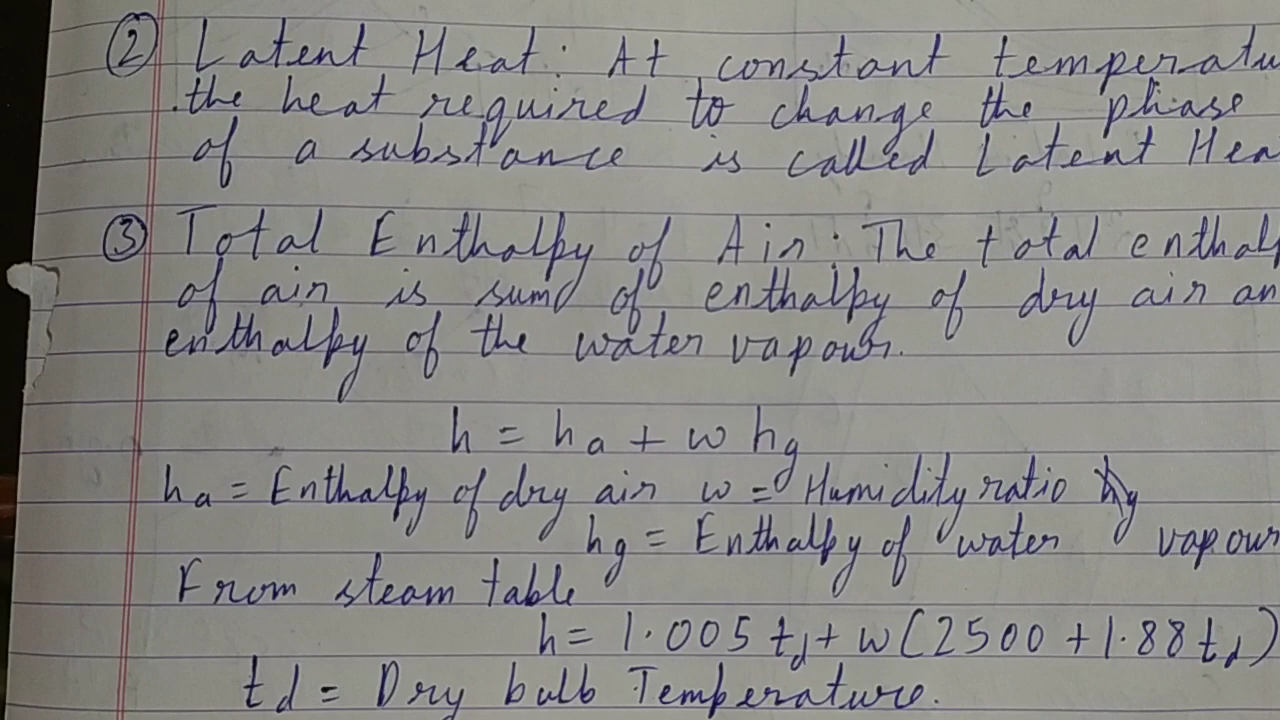 ② Latent Heat: At constant temperatu
the heat required to change the phase
of a substance is called Latent Hea
③ Total Enthalpy of Air: The total enthalp
of air is sum of enthalpy of dry air an
enthalpy of the water vapour.
h = ha + w hg
ha = Enthalpy of dry air w = Humidity ratio
hg = Enthalpy of water vapour
From steam table
h = 1.005 td + w(2500 + 1.88 td)
td = Dry bulb Temperature.